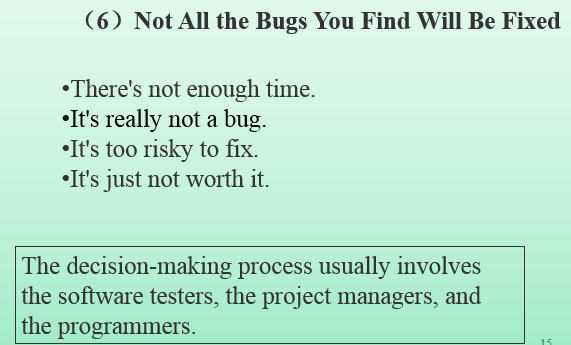 （6）Not All the Bugs You Find Will Be Fixed
•There's not enough time.
•It's really not a bug.
•It's too risky to fix.
•It's just not worth it.
The decision-making process usually involves
the software testers, the project managers, and
the programmers.
15